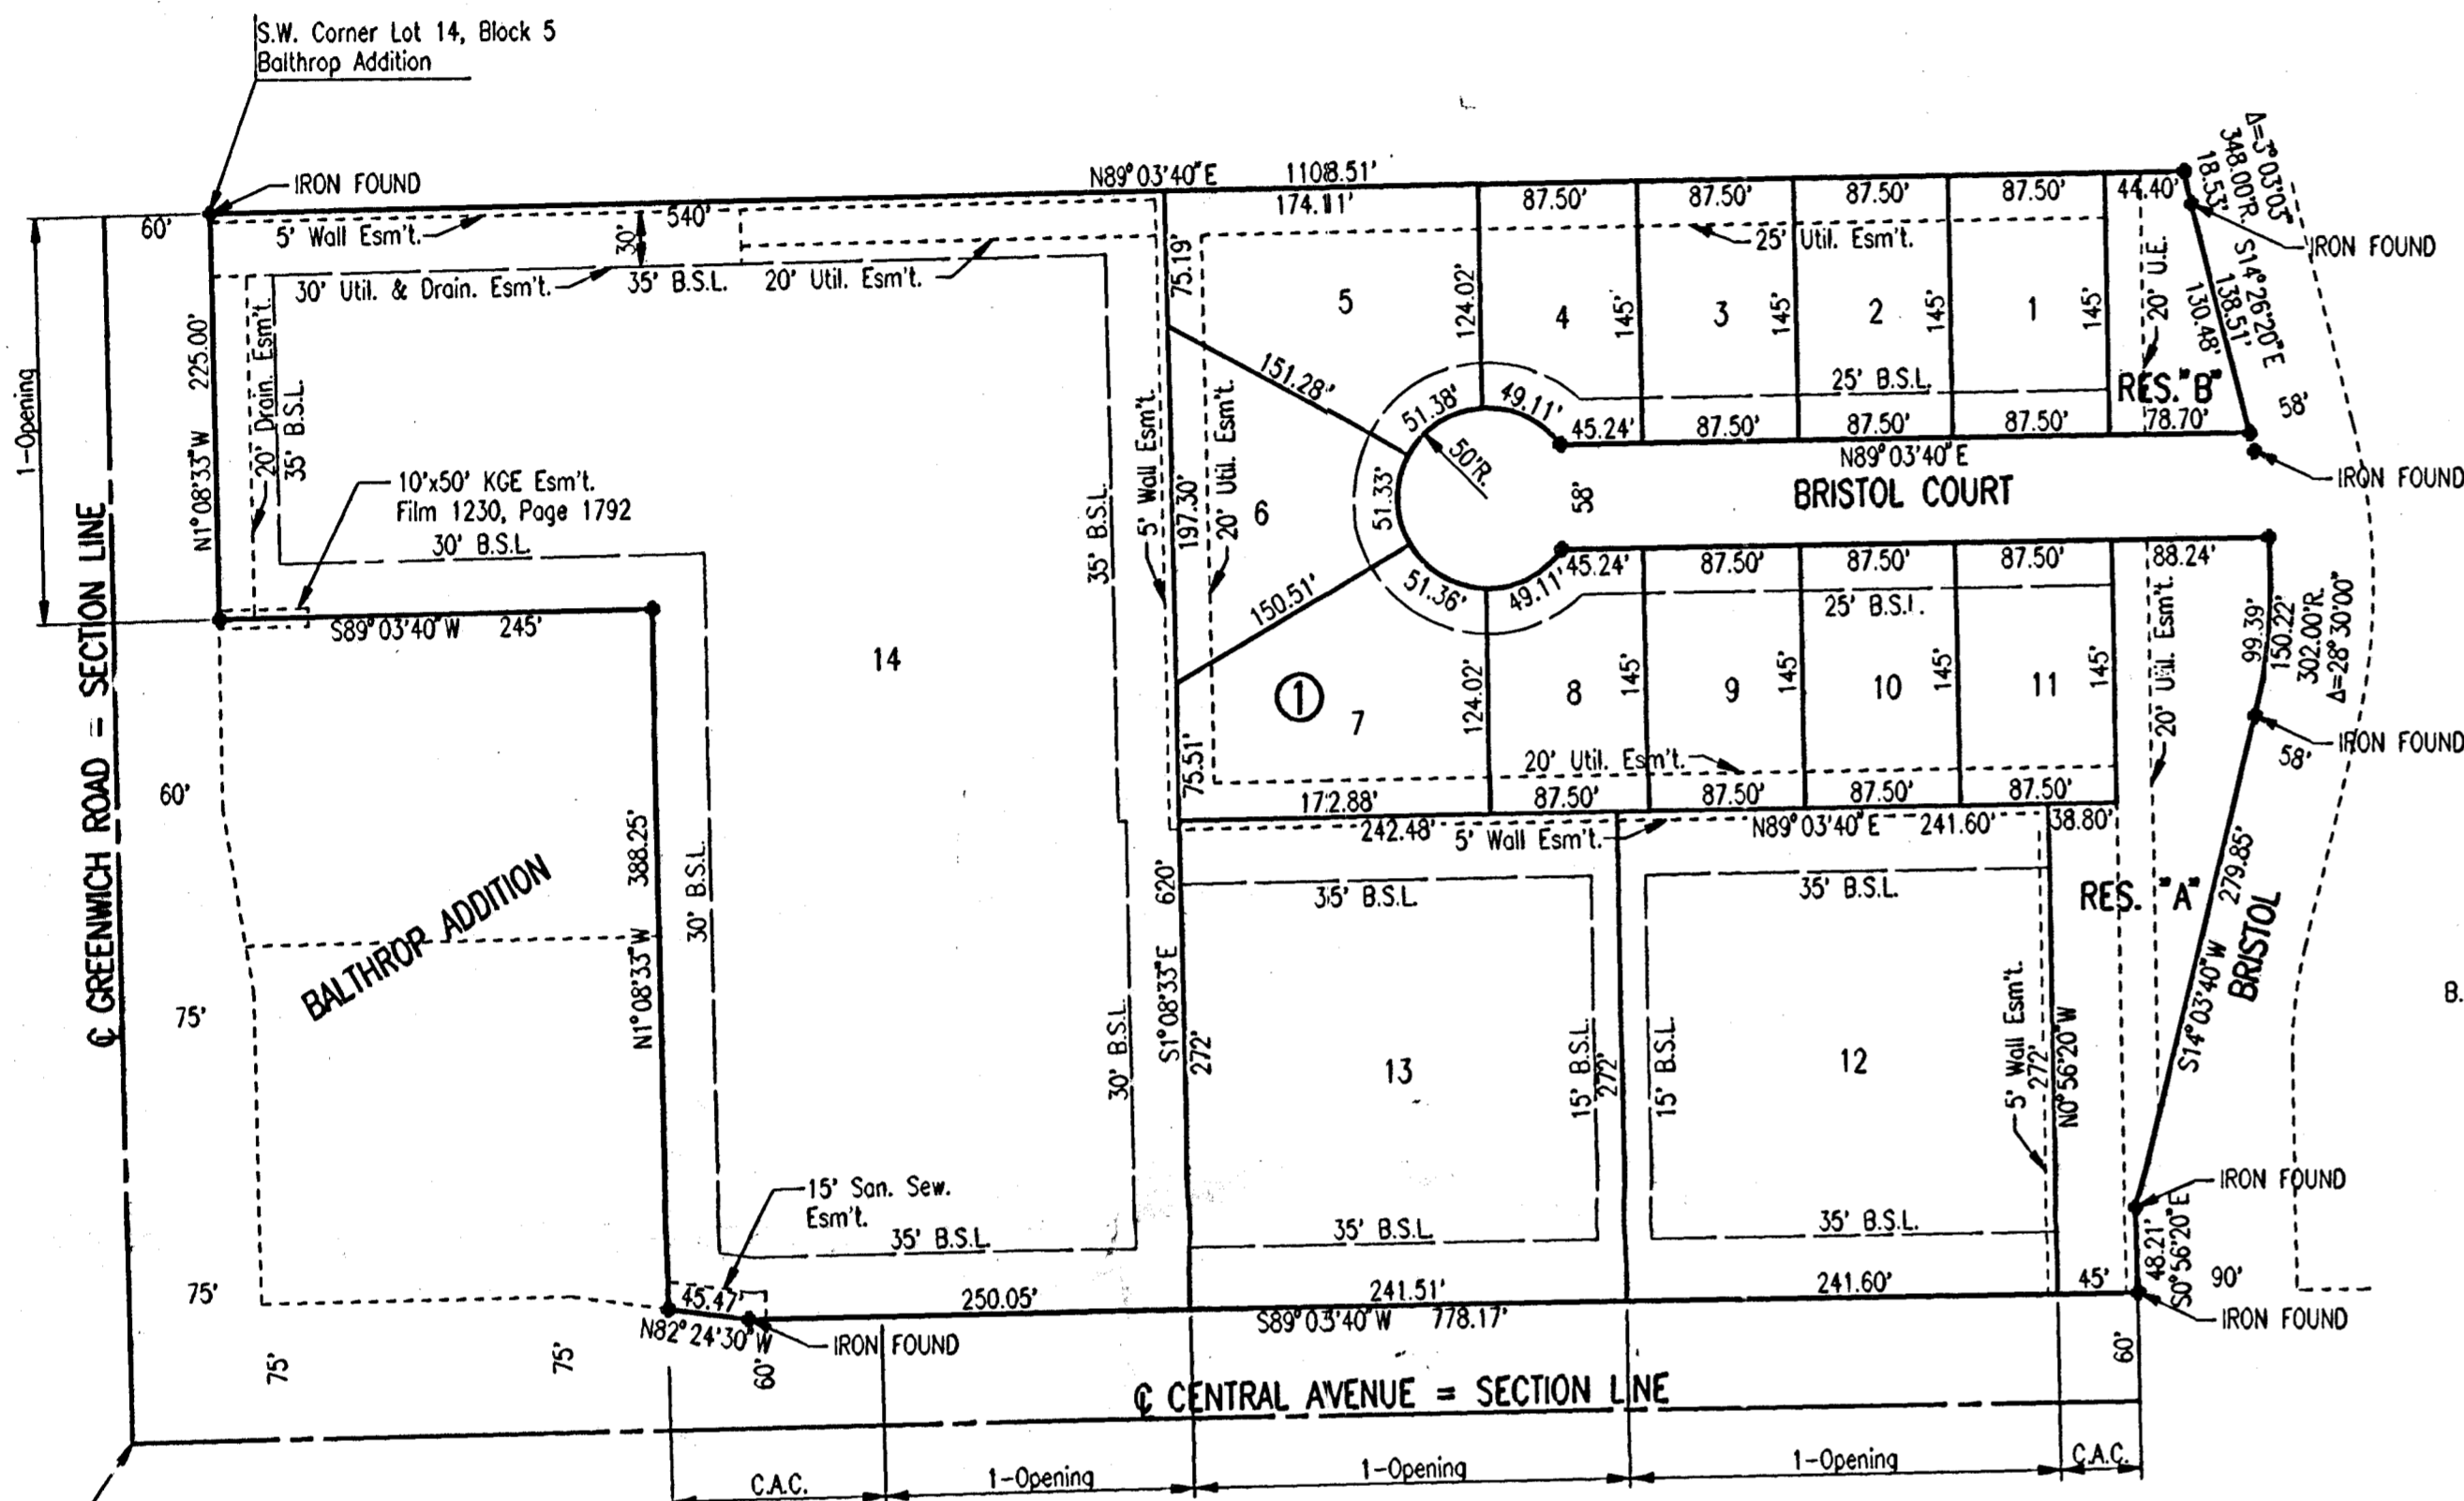 S.W. Corner Lot 14, Block 5
Balthrop Addition
IRON FOUND
N89°03'40"E 1108.51'
Δ=3°03'03"
348.00'R.
18.53'
60'
5' Wall Esm't.
540'
30'
174.11'
87.50'
87.50'
87.50'
87.50'
44.40'
IRON FOUND
1-Opening
225.00'
N1°08'33"W
20' Drain. Esm't.
35' B.S.L.
30' Util. & Drain. Esm't.
35' B.S.L.
20' Util. Esm't.
75.19'
25' Util. Esm't.
20' U.E.
S14°26'20"E
138.51'
130.48'
5
124.02'
4
145'
3
145'
2
145'
1
145'
151.28'
51.38'
49.11'
25' B.S.L.
RES. "B"
58'
45.24'
87.50'
87.50'
87.50'
78.70'
N89°03'40"E
50'R.
BRISTOL COURT
IRON FOUND
10'x50' KGE Esm't.
Film 1230, Page 1792
30' B.S.L.
35' B.S.L.
5' Wall Esm't.
197.30'
20' Util. Esm't.
6
51.33'
58'
S89°03'40"W 245'
150.51'
51.36'
49.11'
45.24'
87.50'
87.50'
87.50'
88.24'
25' B.S.L.
99.39'
150.22'
302.00'R.
Δ=28°30'00"
℄ GREENWICH ROAD = SECTION LINE
14
1
7
124.02'
8
145'
9
145'
10
145'
11
145'
20' Util. Esm't.
IRON FOUND
58'
60'
75.51'
20' Util. Esm't.
172.88'
87.50'
87.50'
87.50'
87.50'
242.48'
5' Wall Esm't.
N89°03'40"E 241.60'
38.80'
388.25'
N1°08'33"W
30' B.S.L.
BALTHROP ADDITION
620'
S1°08'33"E
272'
35' B.S.L.
35' B.S.L.
RES. "A"
279.85'
S14°03'40"W
BRISTOL
B.
75'
30' B.S.L.
13
15' B.S.L.
272'
15' B.S.L.
12
5' Wall Esm't.
272'
N0°56'20"W
15' San. Sew.
Esm't.
35' B.S.L.
35' B.S.L.
35' B.S.L.
IRON FOUND
48.21'
S0°56'20"E
90'
75'
45.47'
250.05'
241.51'
241.60'
45'
N82°24'30"W
IRON FOUND
S89°03'40"W 778.17'
IRON FOUND
75'
75'
60'
60'
℄ CENTRAL AVENUE = SECTION LINE
C.A.C.
1-Opening
1-Opening
1-Opening
C.A.C.